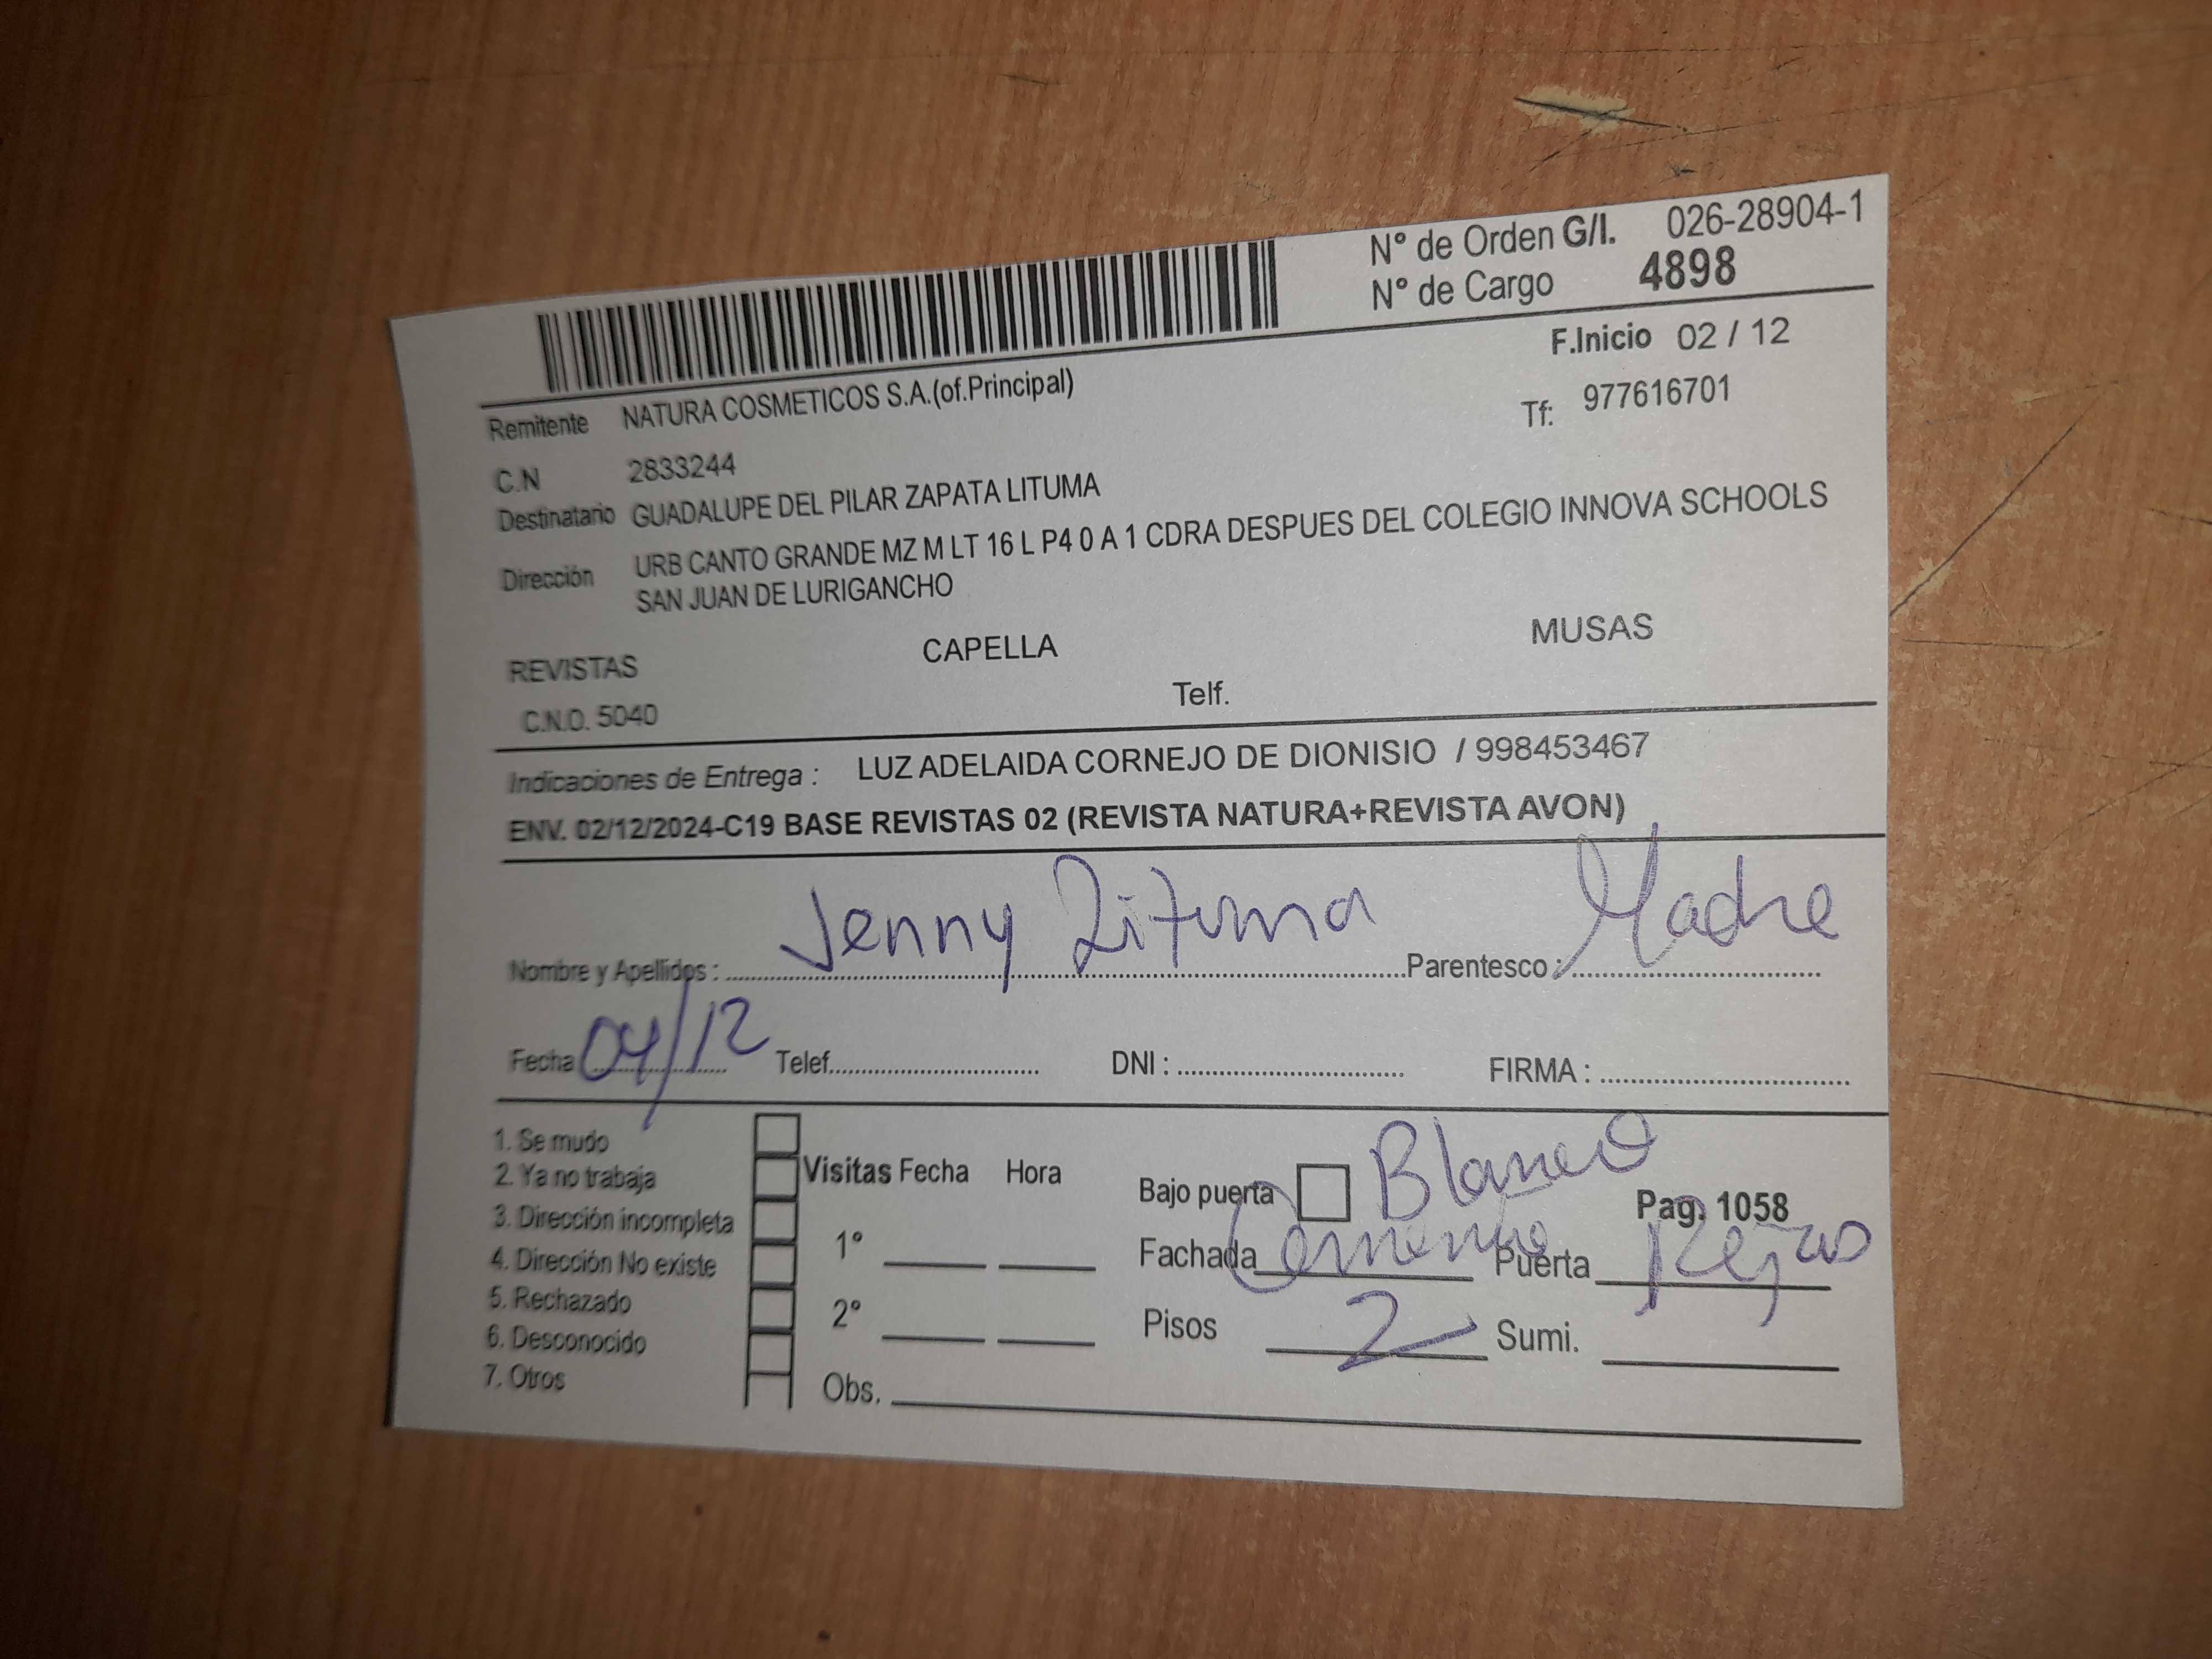 N° de Orden G/I. 026-28904-1
N° de Cargo 4898
F.Inicio 02 / 12
Remitente NATURA COSMETICOS S.A.(of.Principal)
Tf: 977616701
C.N 2833244
Destinatario GUADALUPE DEL PILAR ZAPATA LITUMA
Dirección URB CANTO GRANDE MZ M LT 16 L P4 0 A 1 CDRA DESPUES DEL COLEGIO INNOVA SCHOOLS
SAN JUAN DE LURIGANCHO
REVISTAS CAPELLA MUSAS
C.N.O. 5040 Telf.
Indicaciones de Entrega : LUZ ADELAIDA CORNEJO DE DIONISIO / 998453467
ENV. 02/12/2024-C19 BASE REVISTAS 02 (REVISTA NATURA+REVISTA AVON)
Nombre y Apellidos : Jenny Lituma Parentesco : Madre
Fecha 04/12 Telef. DNI : FIRMA :
1. Se mudo
2. Ya no trabaja
3. Dirección incompleta
4. Dirección No existe
5. Rechazado
6. Desconocido
7. Otros
Visitas Fecha Hora
1°
2°
Obs.
Bajo puerta Blanco Pag. 1058
Fachada Cemento Puerta Rejas
Pisos 2 Sumi.